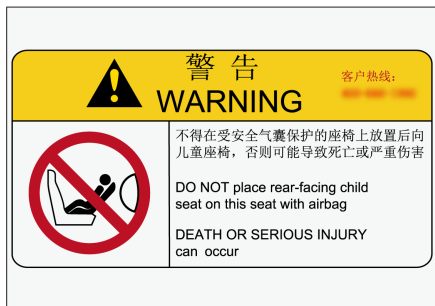 警告
客户热线：
WARNING
不得在受安全气囊保护的座椅上放置后向
儿童座椅，否则可能导致死亡或严重伤害
DO NOT place rear-facing child
seat on this seat with airbag
DEATH OR SERIOUS INJURY
can occur